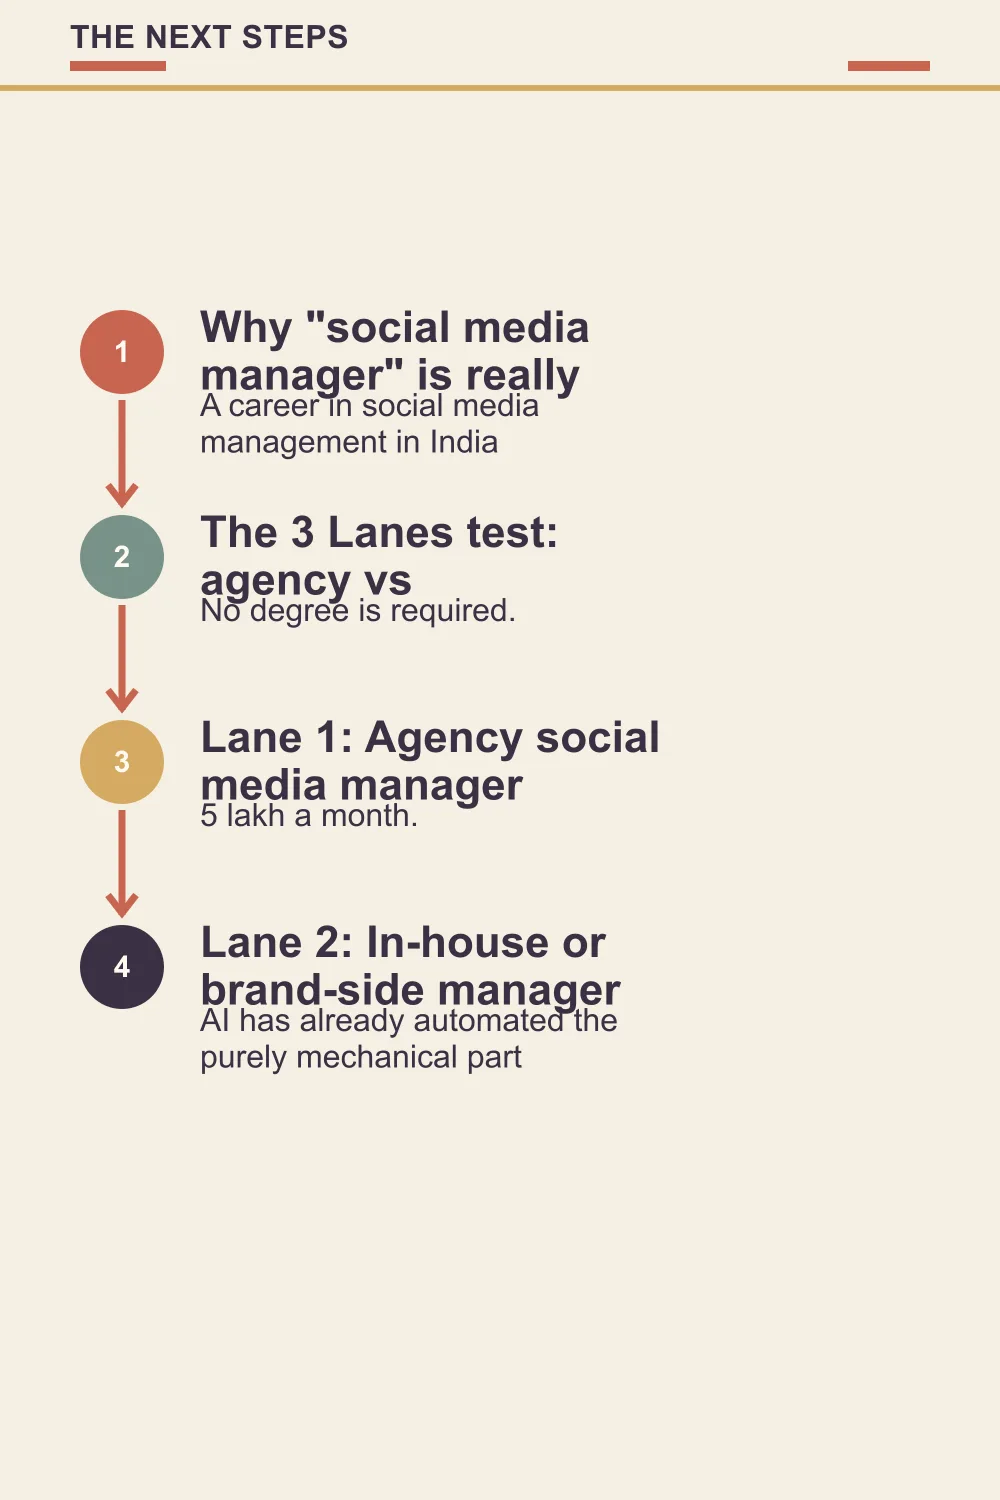 THE NEXT STEPS
1
Why "social media
manager" is really
A career in social media
management in India
2
The 3 Lanes test:
agency vs
No degree is required.
3
Lane 1: Agency social
media manager
5 lakh a month.
4
Lane 2: In-house or
brand-side manager
AI has already automated the
purely mechanical part